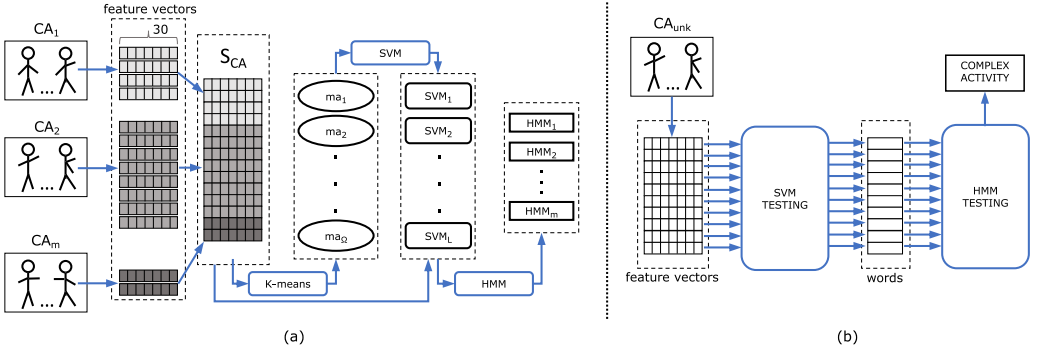 feature vectors
30
CA1
CA2
CAm
...
...
...
SCA
ma1
ma2
maΩ
SVM
SVM1
SVM2
SVML
HMM1
HMM2
HMMm
K-means
HMM
(a)
CAunk
...
feature vectors
SVM
TESTING
words
HMM
TESTING
COMPLEX
ACTIVITY
(b)